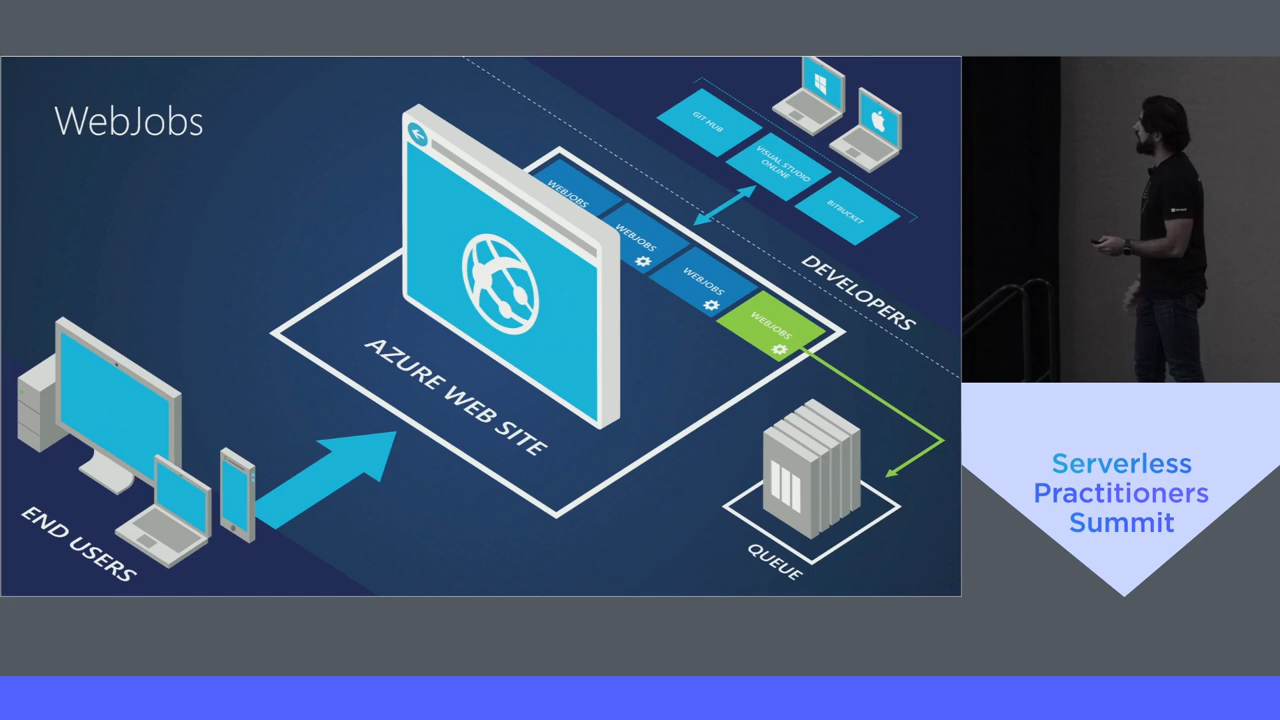 WebJobs
GIT HUB
VISUAL STUDIO
ONLINE
BITBUCKET
WEBJOBS
WEBJOBS
WEBJOBS
WEBJOBS
DEVELOPERS
AZURE WEB SITE
END USERS
QUEUE
Serverless
Practitioners
Summit